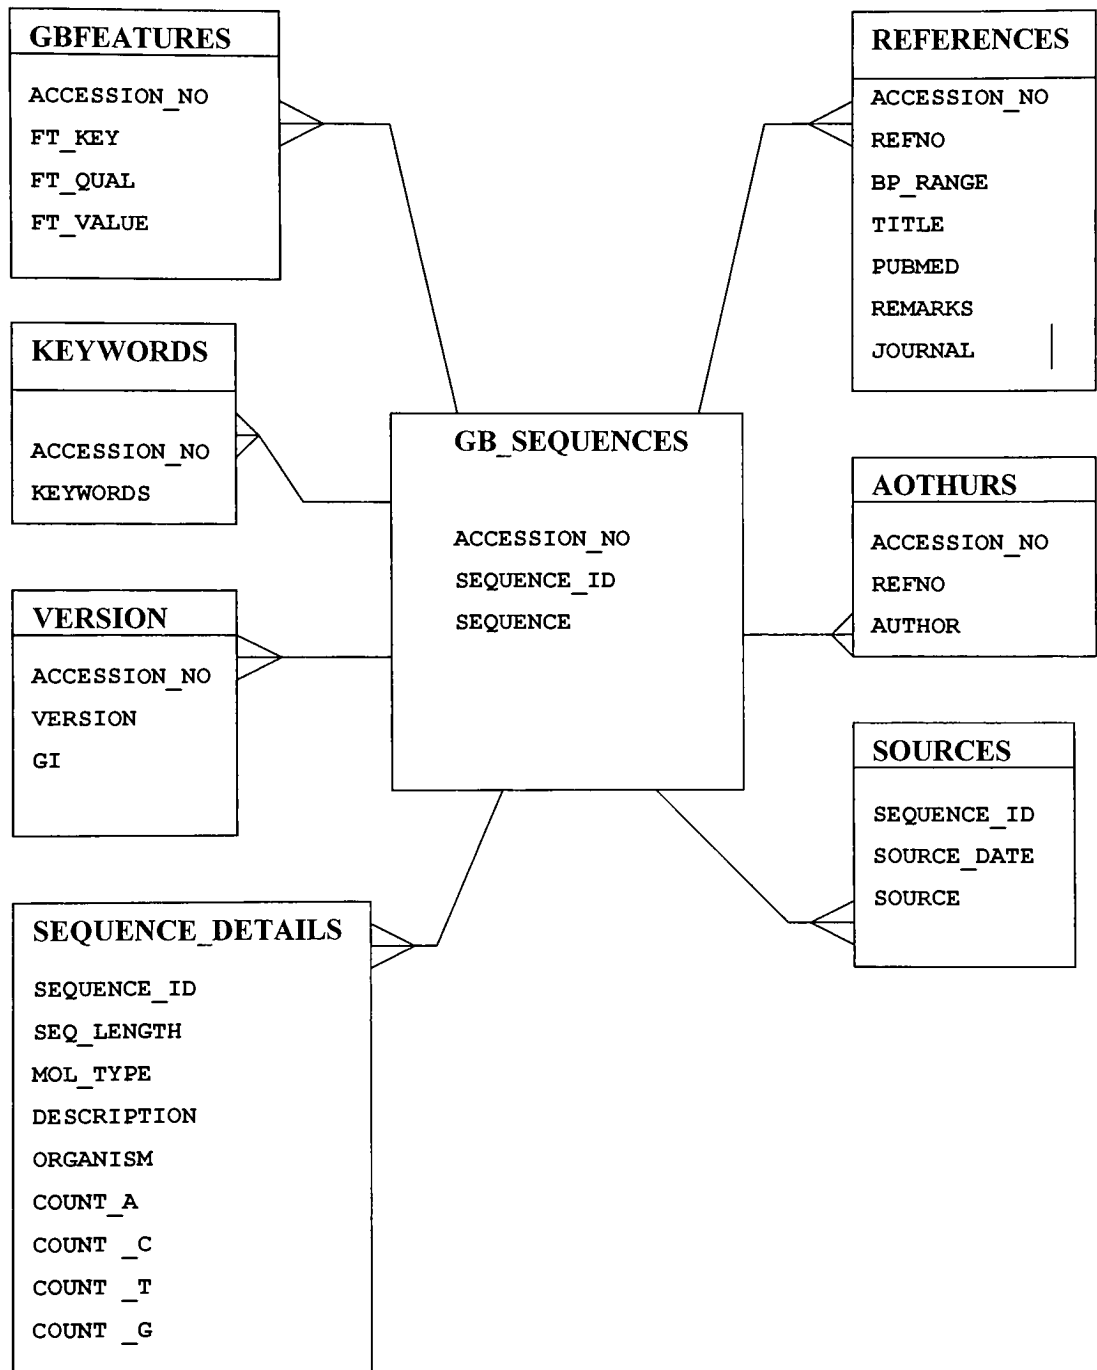 GBFEATURES
ACCESSION_NO
FT_KEY
FT_QUAL
FT_VALUE
KEYWORDS
ACCESSION_NO
KEYWORDS
VERSION
ACCESSION_NO
VERSION
GI
SEQUENCE_DETAILS
SEQUENCE_ID
SEQ_LENGTH
MOL_TYPE
DESCRIPTION
ORGANISM
COUNT_A
COUNT _C
COUNT _T
COUNT _G
GB_SEQUENCES
ACCESSION_NO
SEQUENCE_ID
SEQUENCE
REFERENCES
ACCESSION_NO
REFNO
BP_RANGE
TITLE
PUBMED
REMARKS
JOURNAL
AOTHURS
ACCESSION_NO
REFNO
AUTHOR
SOURCES
SEQUENCE_ID
SOURCE_DATE
SOURCE